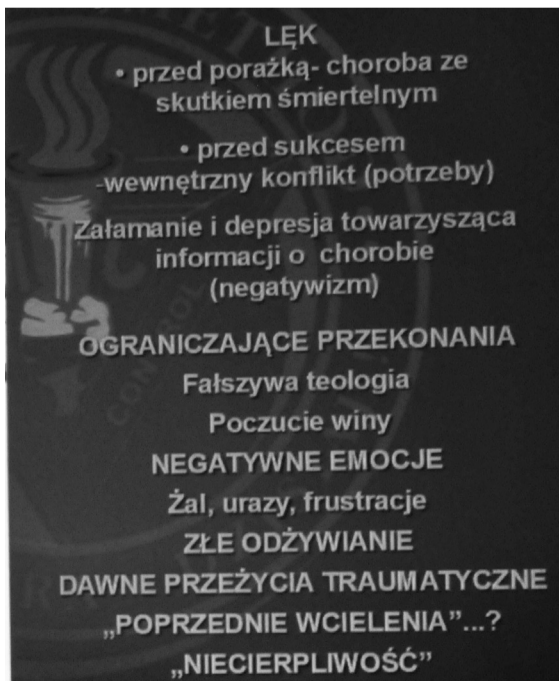 LĘK
• przed porażką- choroba ze
skutkiem śmiertelnym
• przed sukcesem
-wewnętrzny konflikt (potrzeby)
Załamanie i depresja towarzysząca
informacji o chorobie
(negatywizm)
OGRANICZAJĄCE PRZEKONANIA
Fałszywa teologia
Poczucie winy
NEGATYWNE EMOCJE
Żal, urazy, frustracje
ZŁE ODŻYWIANIE
DAWNE PRZEŻYCIA TRAUMATYCZNE
„POPRZEDNIE WCIELENIA”...?
„NIECIERPLIWOŚĆ”